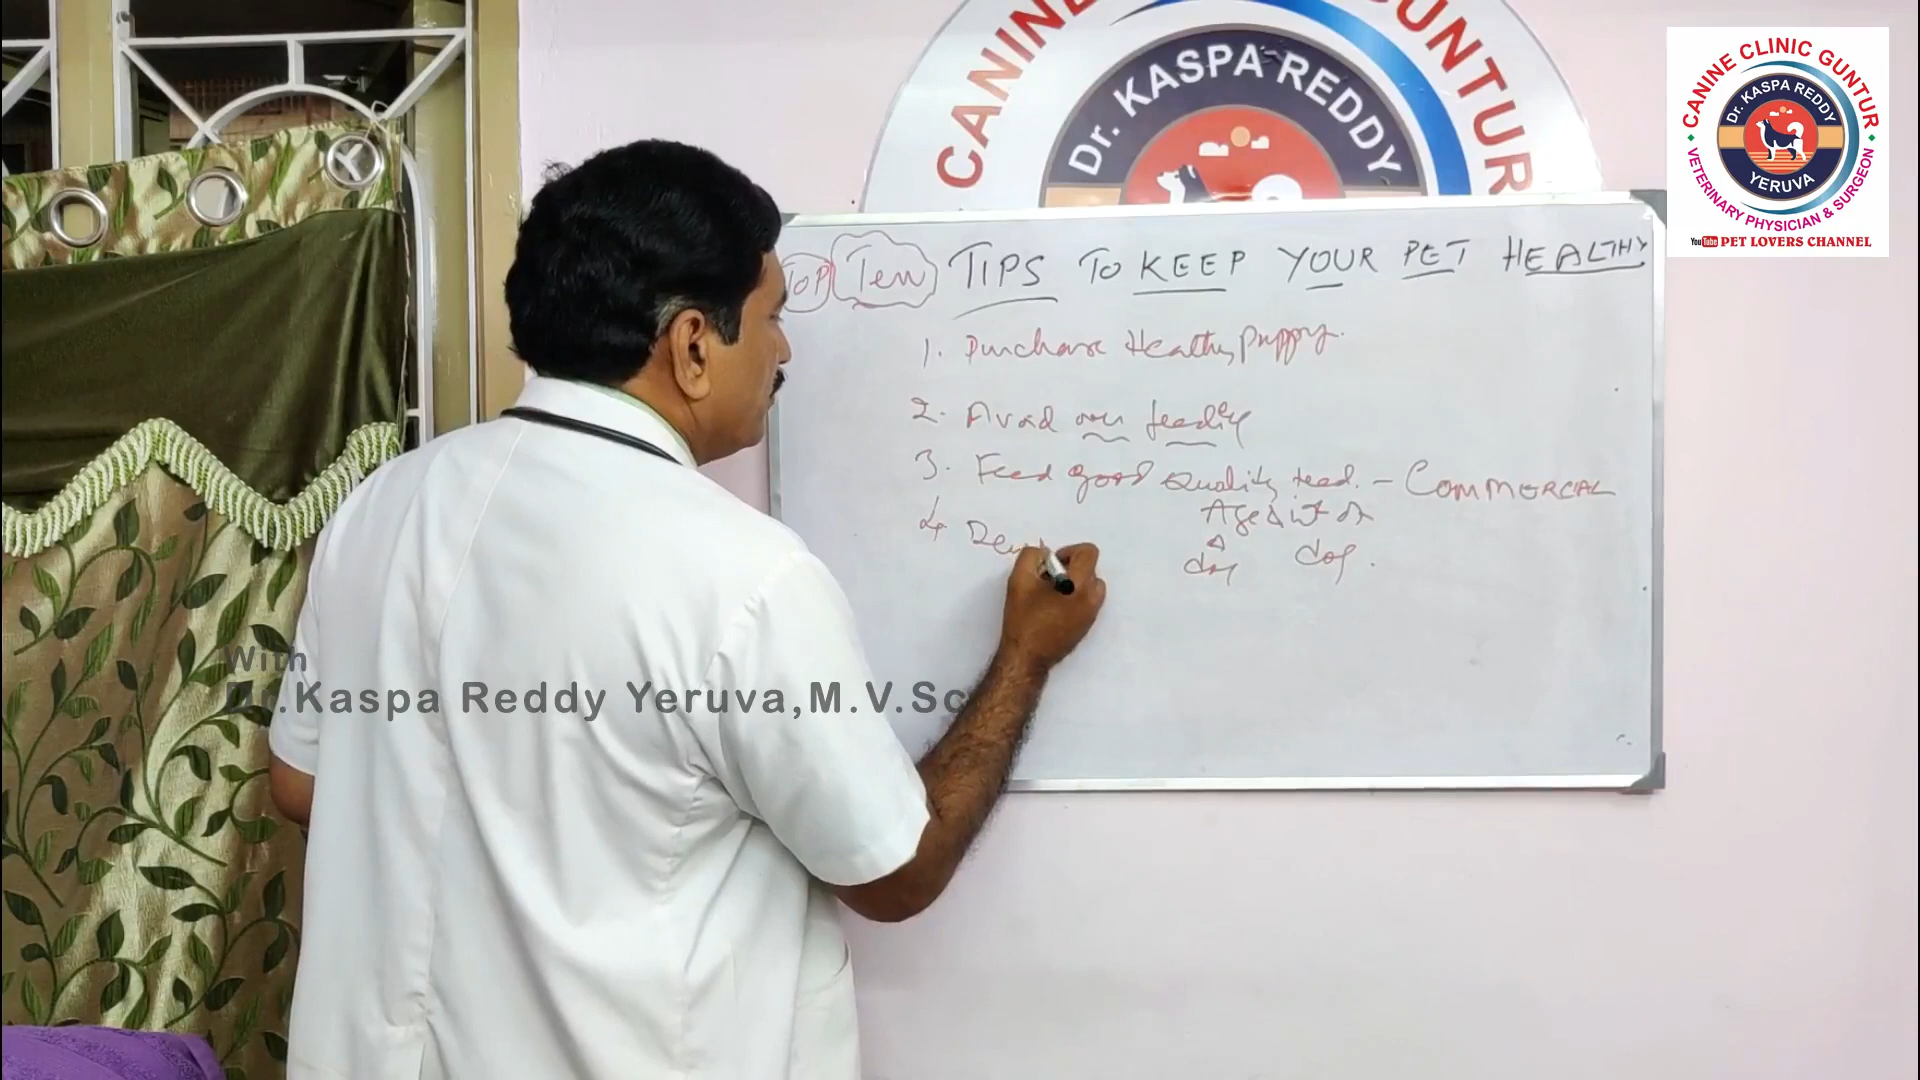 CANINE CLINIC GUNTUR
Dr. KASPA REDDY
YERUVA
VETERINARY PHYSICIAN & SURGEON
YouTube PET LOVERS CHANNEL
CANINE GUNTUR
Dr. KASPA REDDY
TOP Ten TIPS TO KEEP YOUR PET HEALTHY
1. Purchase Healthy puppy.
2. Avoid over feeding
3. Feed good Quality feed. - COMMERCIAL
Age & wt of
dog dog.
4
With
Dr.Kaspa Reddy Yeruva,M.V.Sc